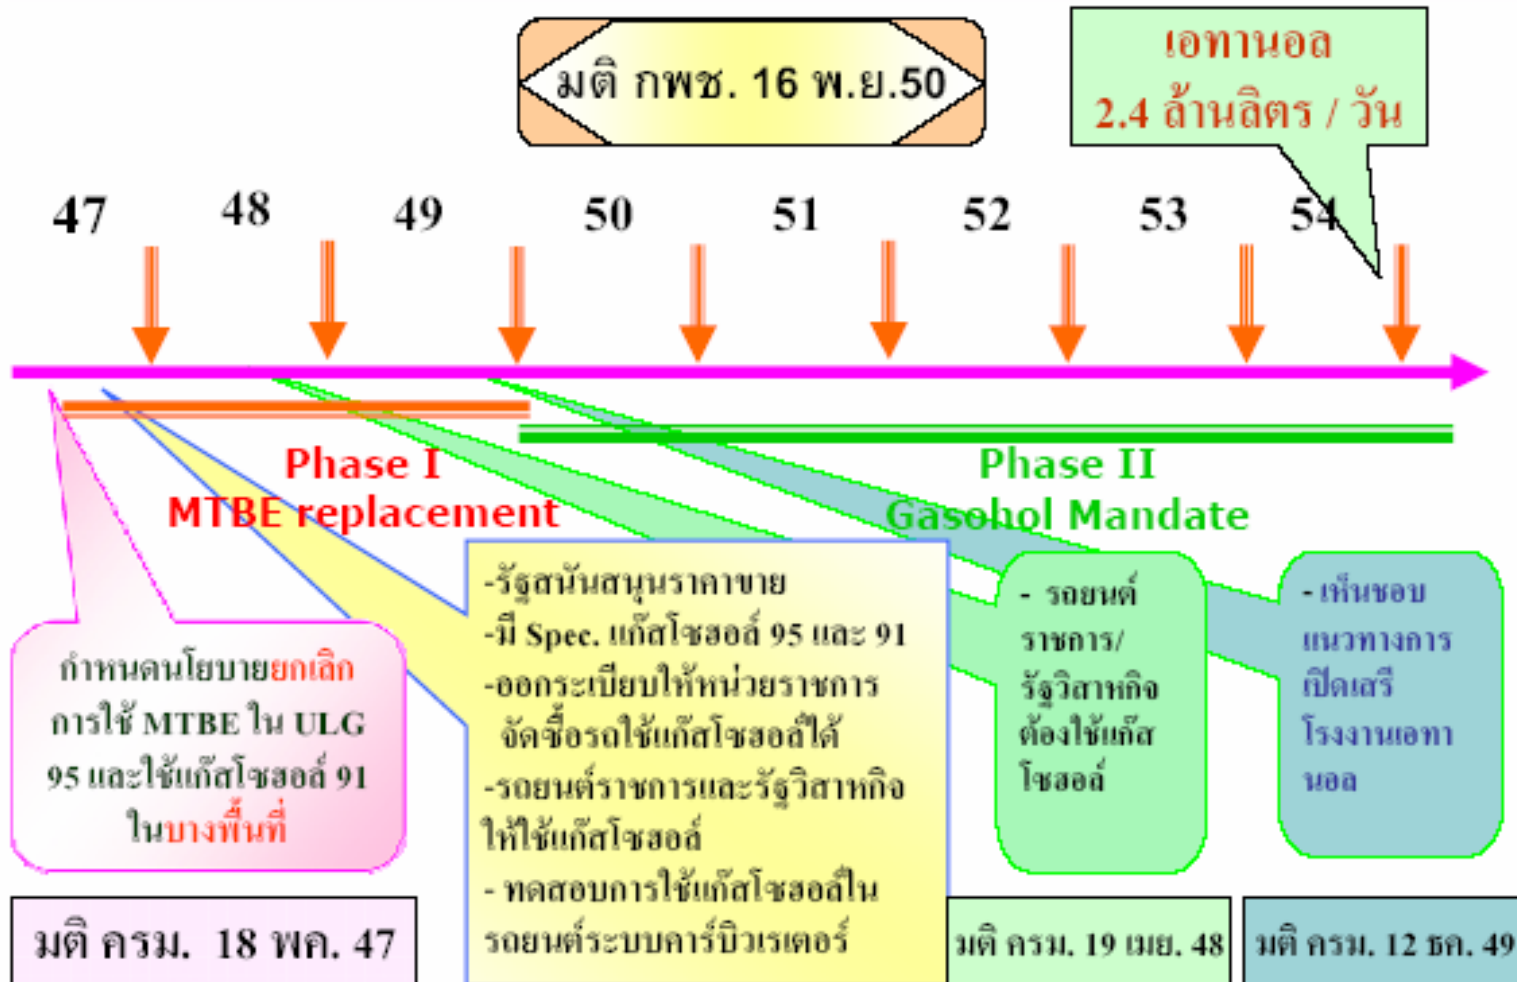 มติ กพช. 16 พ.ย.50
เอทานอล
2.4 ล้านลิตร / วัน
47 48 49 50 51 52 53 54
Phase I
MTBE replacement
Phase II
Gasohol Mandate
กำหนดนโยบายยกเลิก
การใช้ MTBE ใน ULG
95 และใช้แก๊สโซฮอล์ 91
ในบางพื้นที่
มติ ครม. 18 พค. 47
-รัฐสนันสนุนราคาขาย
-มี Spec. แก๊สโซฮอล์ 95 และ 91
-ออกระเบียบให้หน่วยราชการ
จัดซื้อรถใช้แก๊สโซฮอล์ได้
-รถยนต์ราชการและรัฐวิสาหกิจ
ให้ใช้แก๊สโซฮอล์
- ทดสอบการใช้แก๊สโซฮอล์ใน
รถยนต์ระบบคาร์บิวเรเตอร์
- รถยนต์
ราชการ/
รัฐวิสาหกิจ
ต้องใช้แก๊ส
โซฮอล์
มติ ครม. 19 เมย. 48
- เห็นชอบ
แนวทางการ
เปิดเสรี
โรงงานเอทา
นอล
มติ ครม. 12 ธค. 49